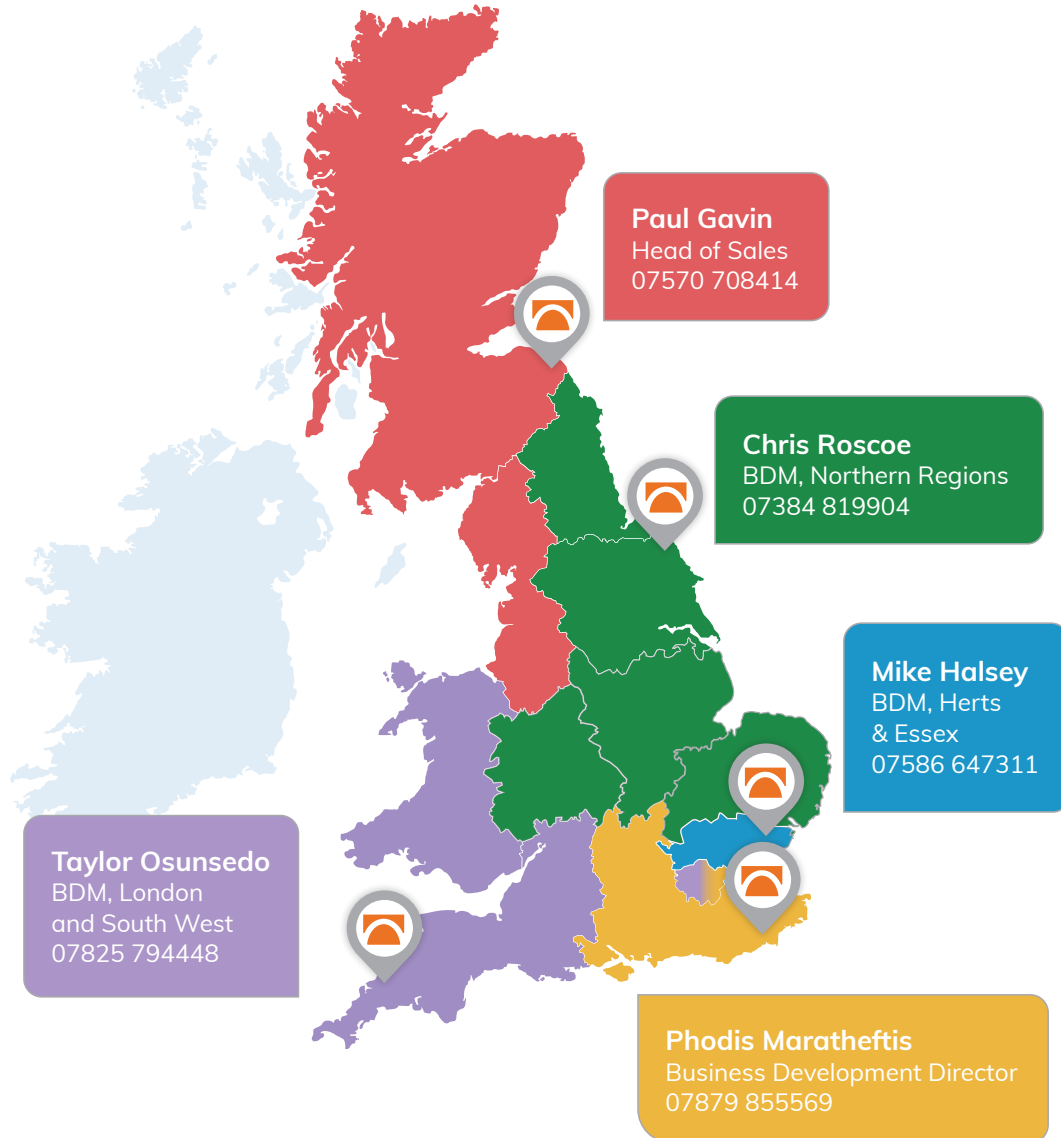 Paul Gavin
Head of Sales
07570 708414
Chris Roscoe
BDM, Northern Regions
07384 819904
Mike Halsey
BDM, Herts
& Essex
07586 647311
Taylor Osunsedo
BDM, London
and South West
07825 794448
Phodis Maratheftis
Business Development Director
07879 855569